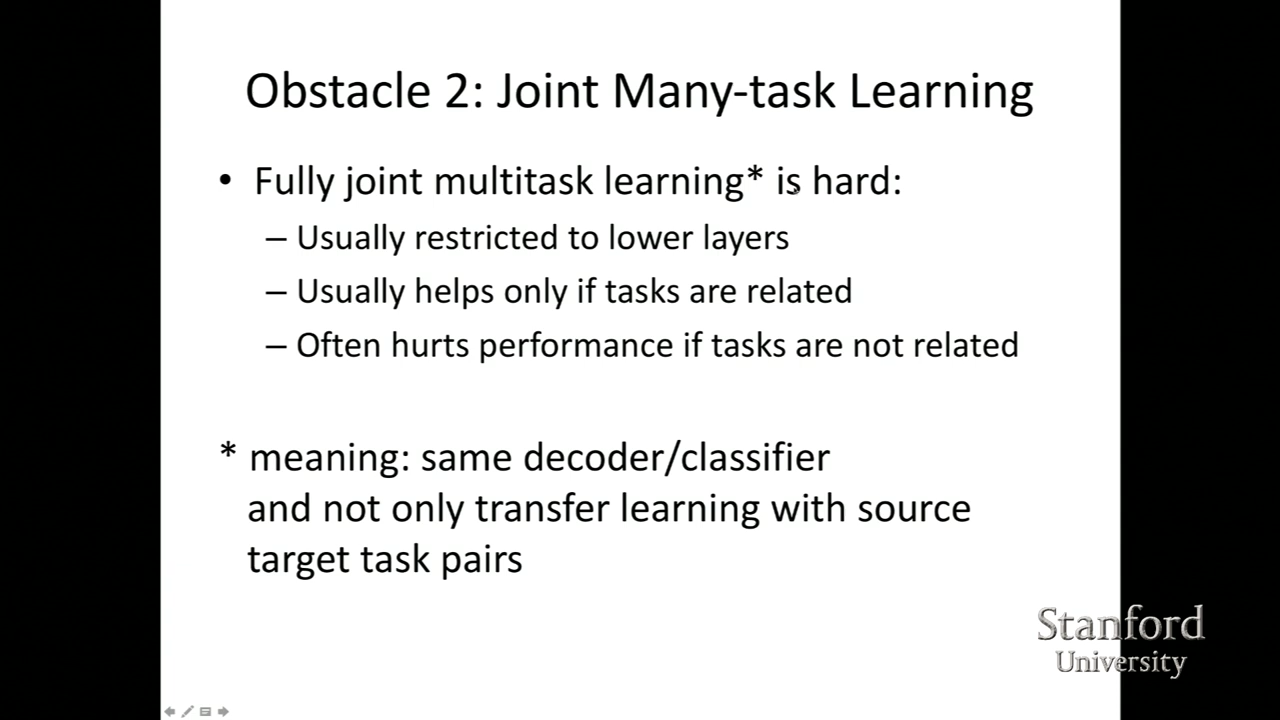 Obstacle 2: Joint Many-task Learning
• Fully joint multitask learning* is hard:
– Usually restricted to lower layers
– Usually helps only if tasks are related
– Often hurts performance if tasks are not related
* meaning: same decoder/classifier
and not only transfer learning with source
target task pairs
Stanford
University